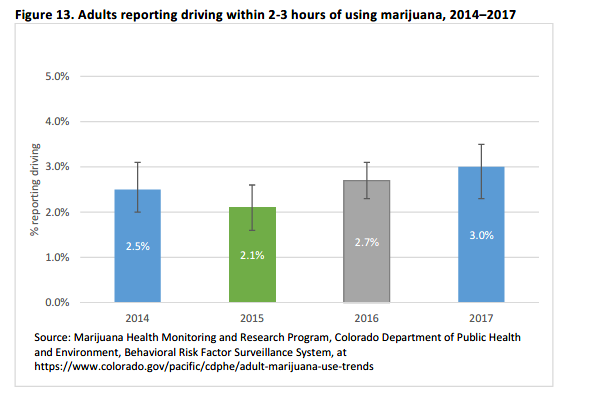 Figure 13. Adults reporting driving within 2-3 hours of using marijuana, 2014–2017
5.0%
4.0%
3.0%
2.0%
1.0%
0.0%
% reporting driving
2.5%
2.1%
2.7%
3.0%
2014
2015
2016
2017
Source: Marijuana Health Monitoring and Research Program, Colorado Department of Public Health
and Environment, Behavioral Risk Factor Surveillance System, at
https://www.colorado.gov/pacific/cdphe/adult-marijuana-use-trends